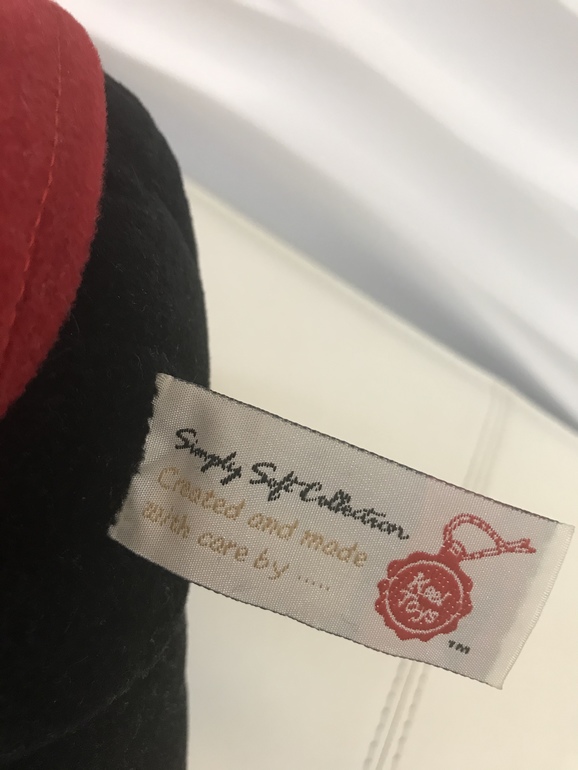 Simply Soft Collection
Created and made
with care by .....
Keel
Toys
TM